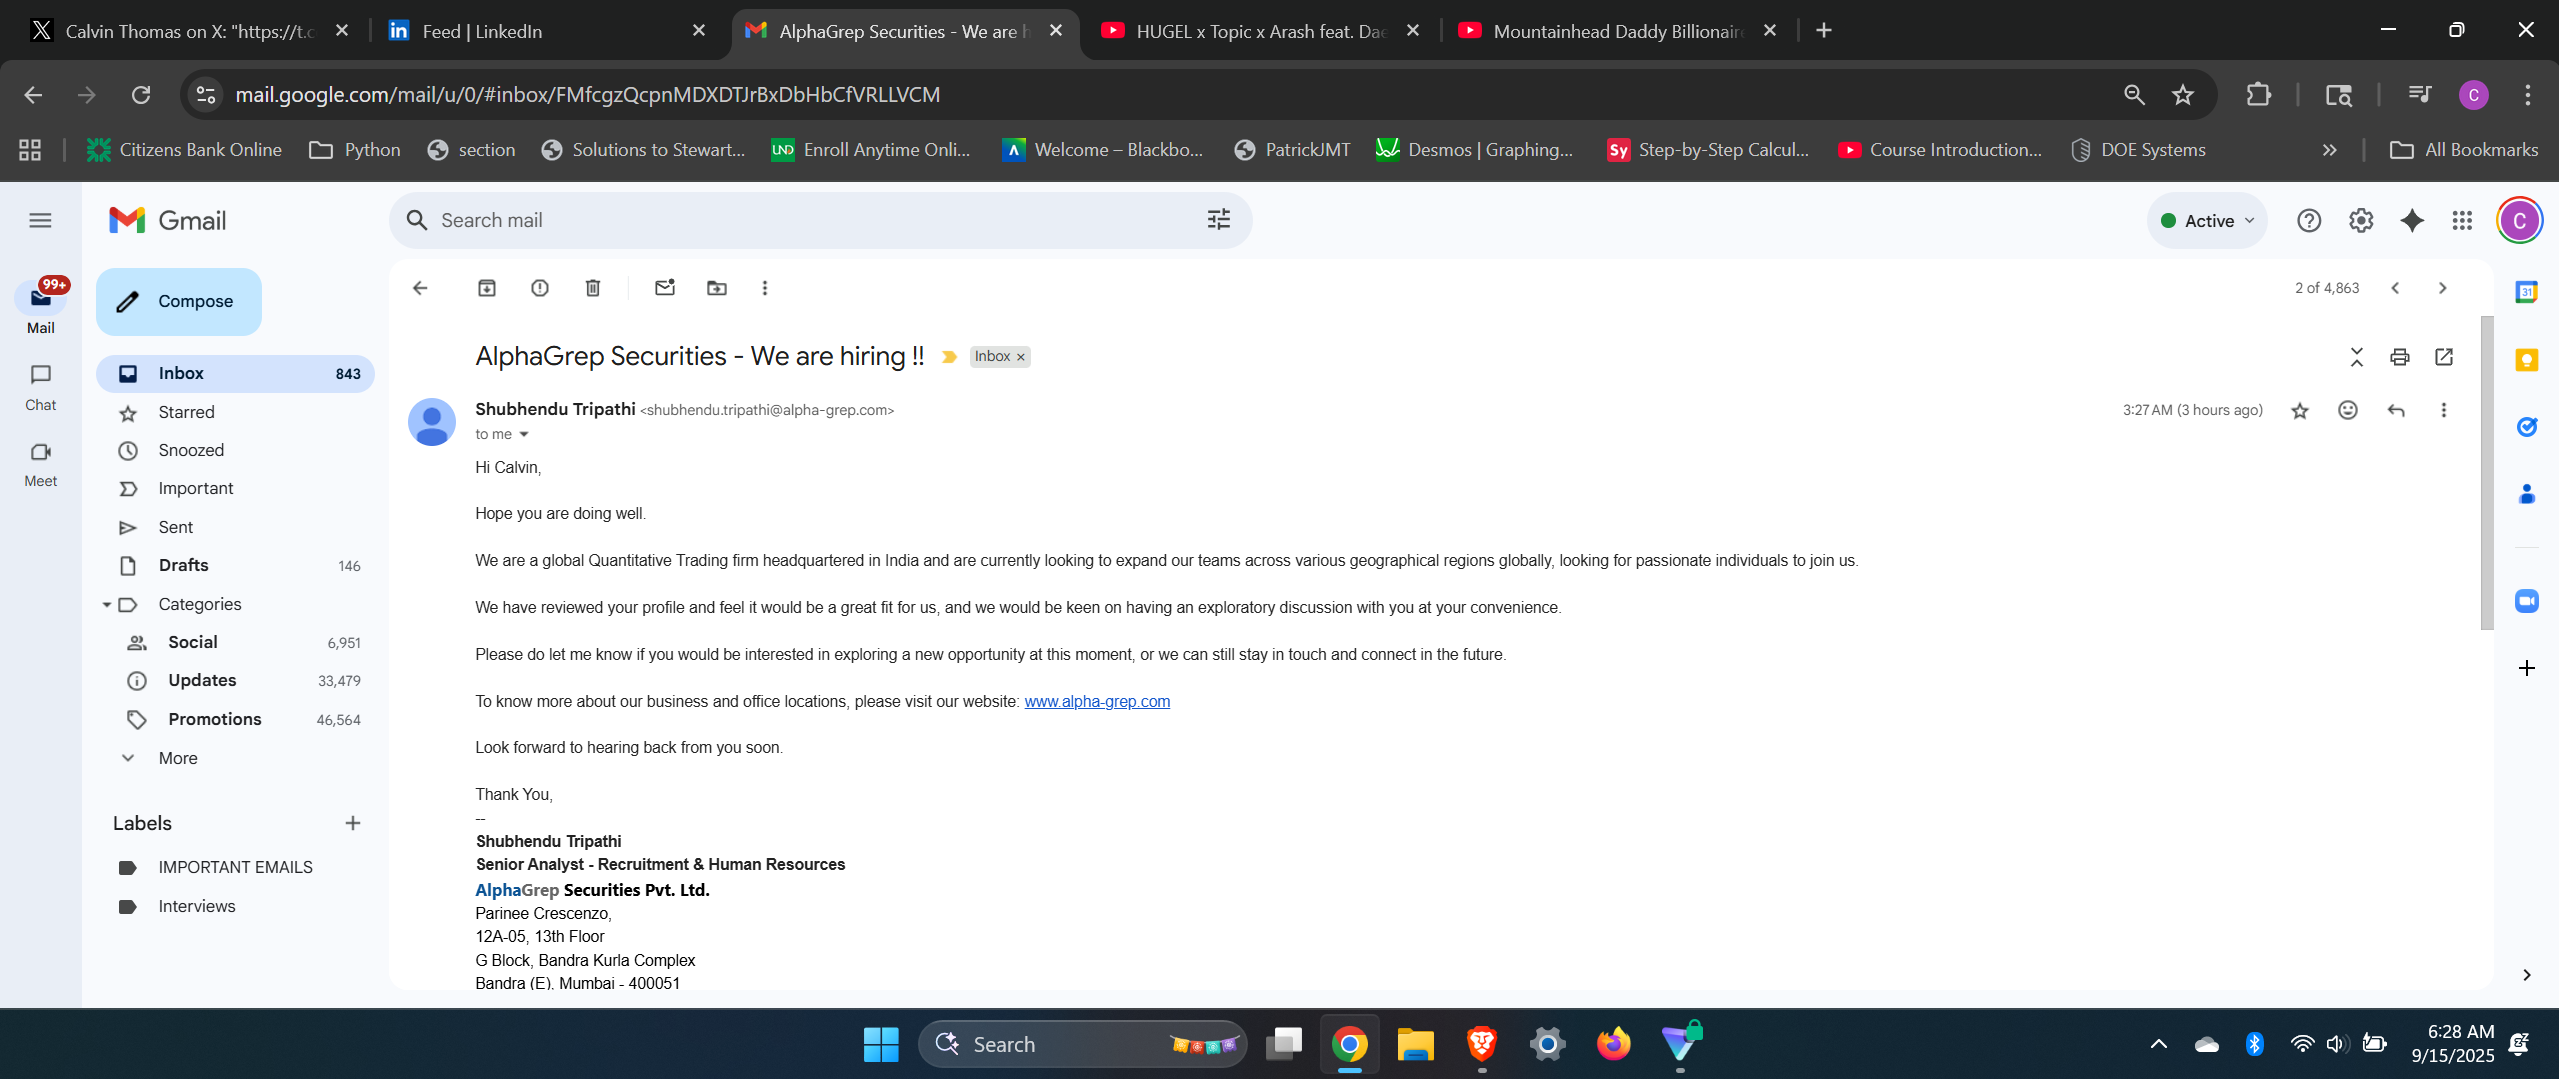 Calvin Thomas on X: "https://t.c
Feed | LinkedIn
AlphaGrep Securities - We are h
HUGEL x Topic x Arash feat. Dae
Mountainhead Daddy Billionair
mail.google.com/mail/u/0/#inbox/FMfcgzQcpnMDXDTJrBxDbHbCfVRLLVCM
C
Citizens Bank Online
Python
section
Solutions to Stewart...
UND
Enroll Anytime Onli...
Welcome – Blackbo...
PatrickJMT
Desmos | Graphing...
Sy
Step-by-Step Calcul...
Course Introduction...
DOE Systems
All Bookmarks
Gmail
Search mail
Active
C
99+
Mail
Chat
Meet
Compose
Inbox 843
Starred
Snoozed
Important
Sent
Drafts 146
Categories
Social 6,951
Updates 33,479
Promotions 46,564
More
Labels
IMPORTANT EMAILS
Interviews
2 of 4,863
AlphaGrep Securities - We are hiring !!
Inbox x
Shubhendu Tripathi <shubhendu.tripathi@alpha-grep.com>
3:27 AM (3 hours ago)
to me
Hi Calvin,
Hope you are doing well.
We are a global Quantitative Trading firm headquartered in India and are currently looking to expand our teams across various geographical regions globally, looking for passionate individuals to join us.
We have reviewed your profile and feel it would be a great fit for us, and we would be keen on having an exploratory discussion with you at your convenience.
Please do let me know if you would be interested in exploring a new opportunity at this moment, or we can still stay in touch and connect in the future.
To know more about our business and office locations, please visit our website: www.alpha-grep.com
Look forward to hearing back from you soon.
Thank You,
--
Shubhendu Tripathi
Senior Analyst - Recruitment & Human Resources
AlphaGrep Securities Pvt. Ltd.
Parinee Crescenzo,
12A-05, 13th Floor
G Block, Bandra Kurla Complex
Bandra (E), Mumbai - 400051
31
Search
6:28 AM
9/15/2025